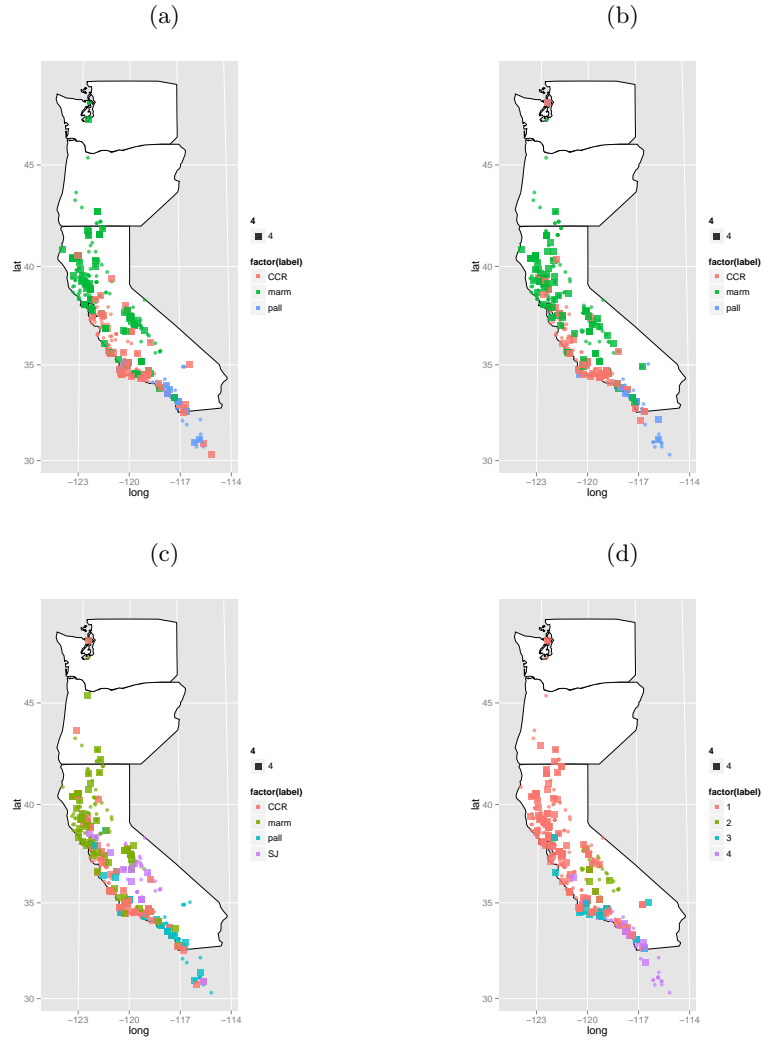 (a)
(b)
45
40
35
30
lat
−123
−120
−117
−114
long
4
4
factor(label)
CCR
marm
pall
45
40
35
30
lat
−123
−120
−117
−114
long
4
4
factor(label)
CCR
marm
pall
(c)
(d)
45
40
35
30
lat
−123
−120
−117
−114
long
4
4
factor(label)
CCR
marm
pall
SJ
45
40
35
30
lat
−123
−120
−117
−114
long
4
4
factor(label)
1
2
3
4